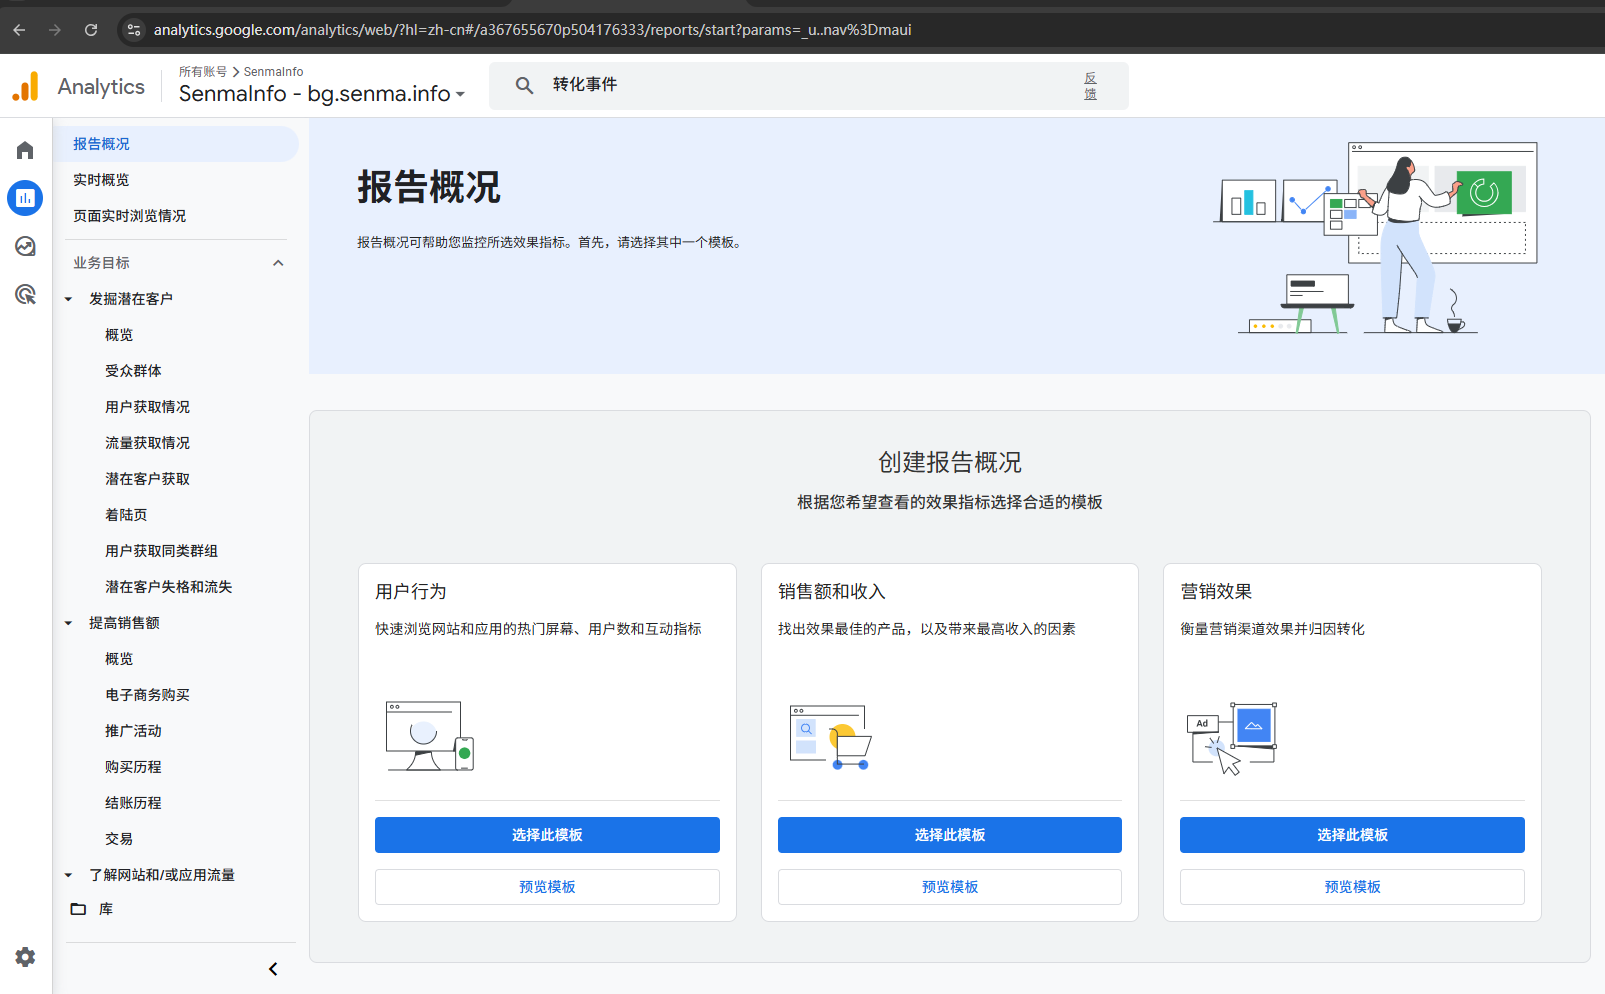 analytics.google.com/analytics/web/?hl=zh-cn#/a367655670p504176333/reports/start?params=_u..nav%3Dmaui
Analytics
所有账号 > SenmaInfo
SenmaInfo - bg.senma.info
转化事件
反馈
报告概况
实时概览
页面实时浏览情况
业务目标
发掘潜在客户
概览
受众群体
用户获取情况
流量获取情况
潜在客户获取
着陆页
用户获取同类群组
潜在客户失格和流失
提高销售额
概览
电子商务购买
推广活动
购买历程
结账历程
交易
了解网站和/或应用流量
库
报告概况
报告概况可帮助您监控所选效果指标。首先，请选择其中一个模板。
创建报告概况
根据您希望查看的效果指标选择合适的模板
用户行为
快速浏览网站和应用的热门屏幕、用户数和互动指标
选择此模板
预览模板
销售额和收入
找出效果最佳的产品，以及带来最高收入的因素
选择此模板
预览模板
营销效果
衡量营销渠道效果并归因转化
Ad
选择此模板
预览模板